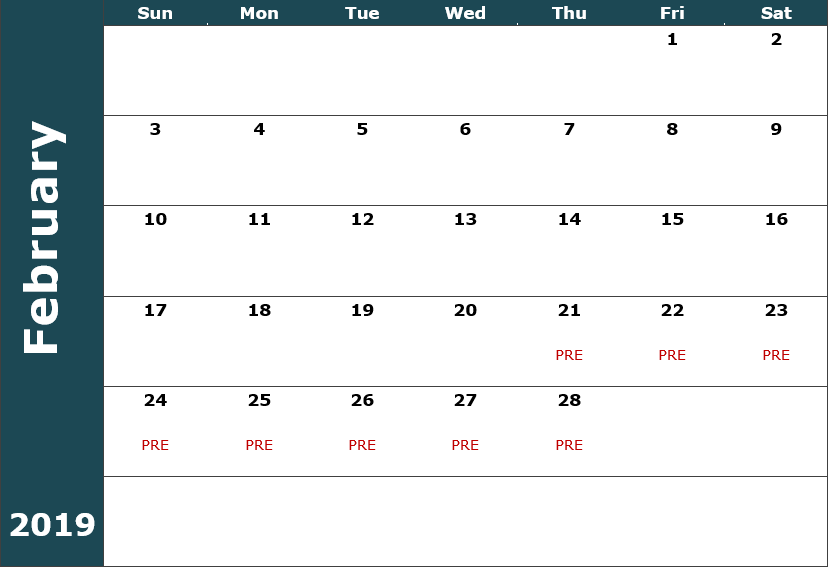 February
2019
Sun Mon Tue Wed Thu Fri Sat
1 2
3 4 5 6 7 8 9
10 11 12 13 14 15 16
17 18 19 20 21 22 23
PRE PRE PRE
24 25 26 27 28
PRE PRE PRE PRE PRE